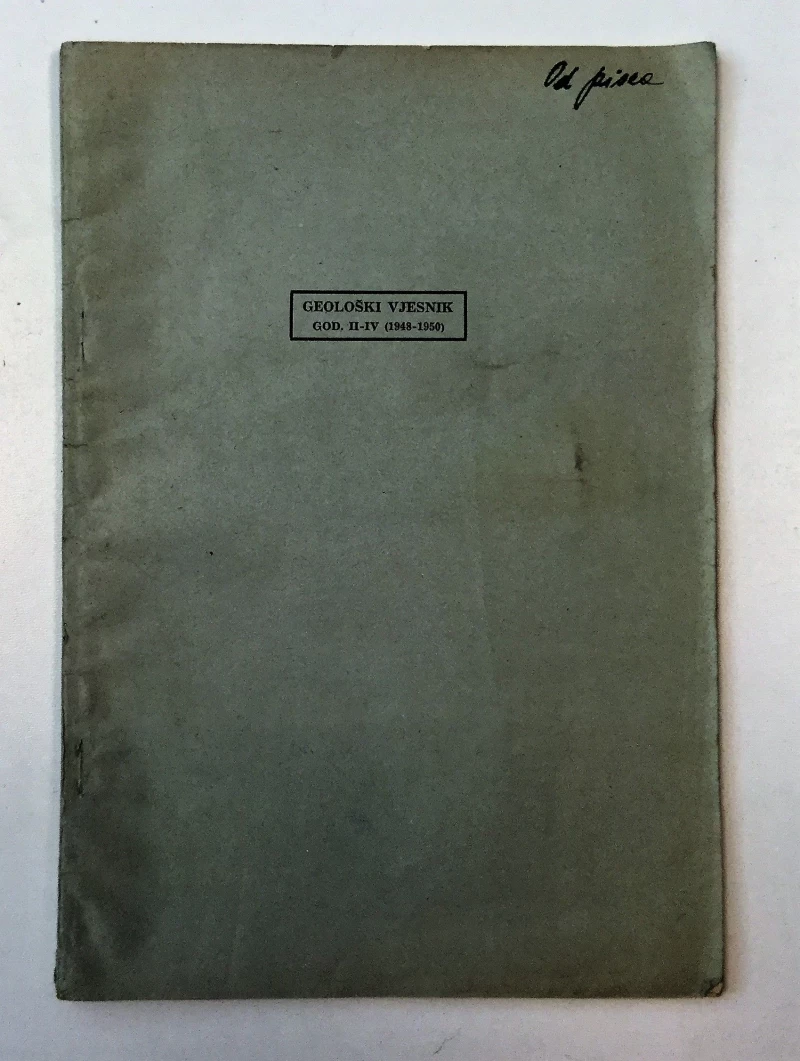 Od pisca
GEOLOŠKI VJESNIK
GOD. II-IV (1948-1950)